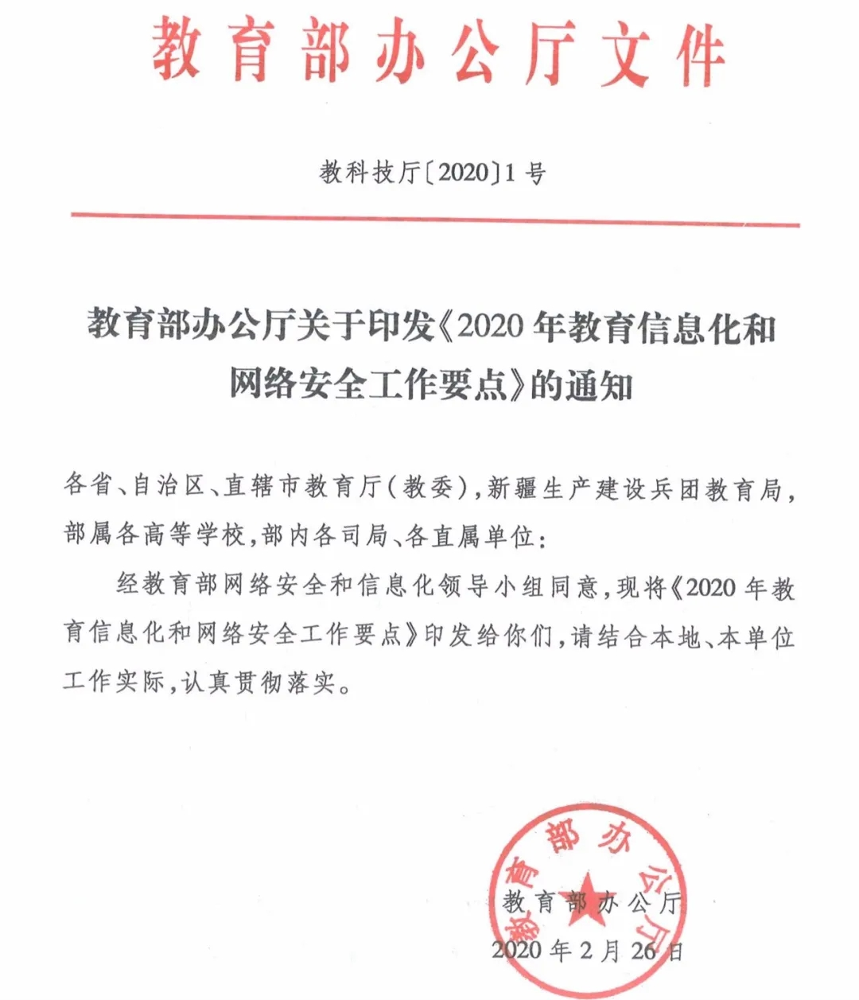 教育部办公厅文件
教科技厅〔2020〕1号
教育部办公厅关于印发《2020年教育信息化和
网络安全工作要点》的通知
各省、自治区、直辖市教育厅(教委),新疆生产建设兵团教育局,
部属各高等学校,部内各司局、各直属单位:
经教育部网络安全和信息化领导小组同意,现将《2020年教
育信息化和网络安全工作要点》印发给你们,请结合本地、本单位
工作实际,认真贯彻落实。
教育部办公厅
教育部办公厅
2020年2月26日